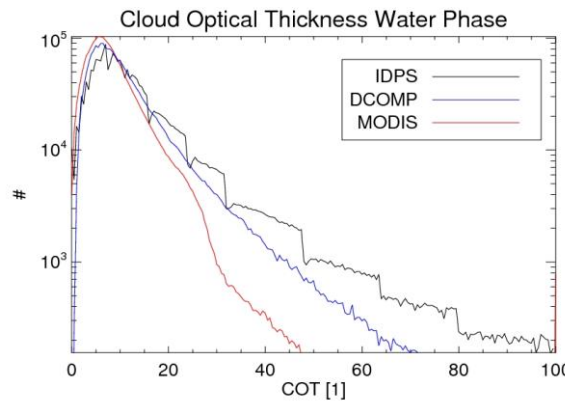 Cloud Optical Thickness Water Phase
10^5
10^4
10^3
#
IDPS
DCOMP
MODIS
0 20 40 60 80 100
COT [1]